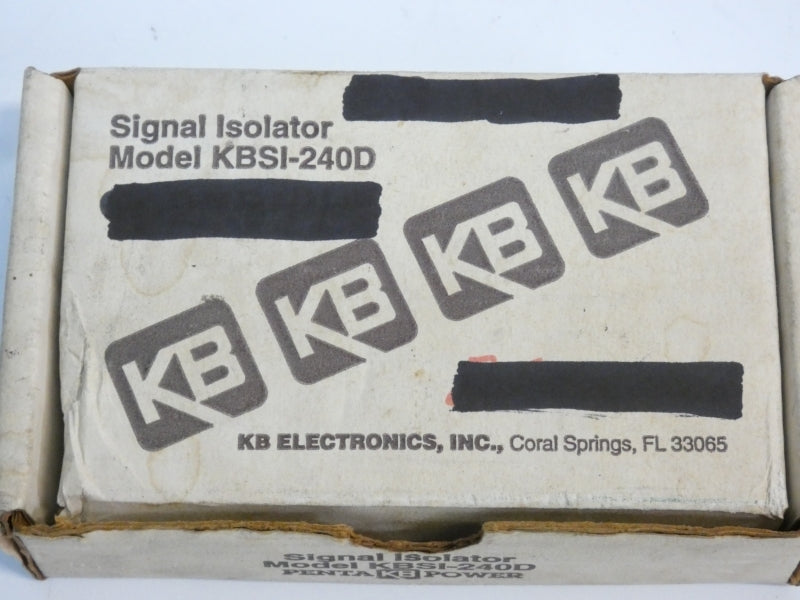 Signal Isolator
Model KBSI-240D
KB
KB
KB
KB
KB ELECTRONICS, INC., Coral Springs, FL 33065
Signal Isolator
Model KBSI-240D
PENTA KB POWER